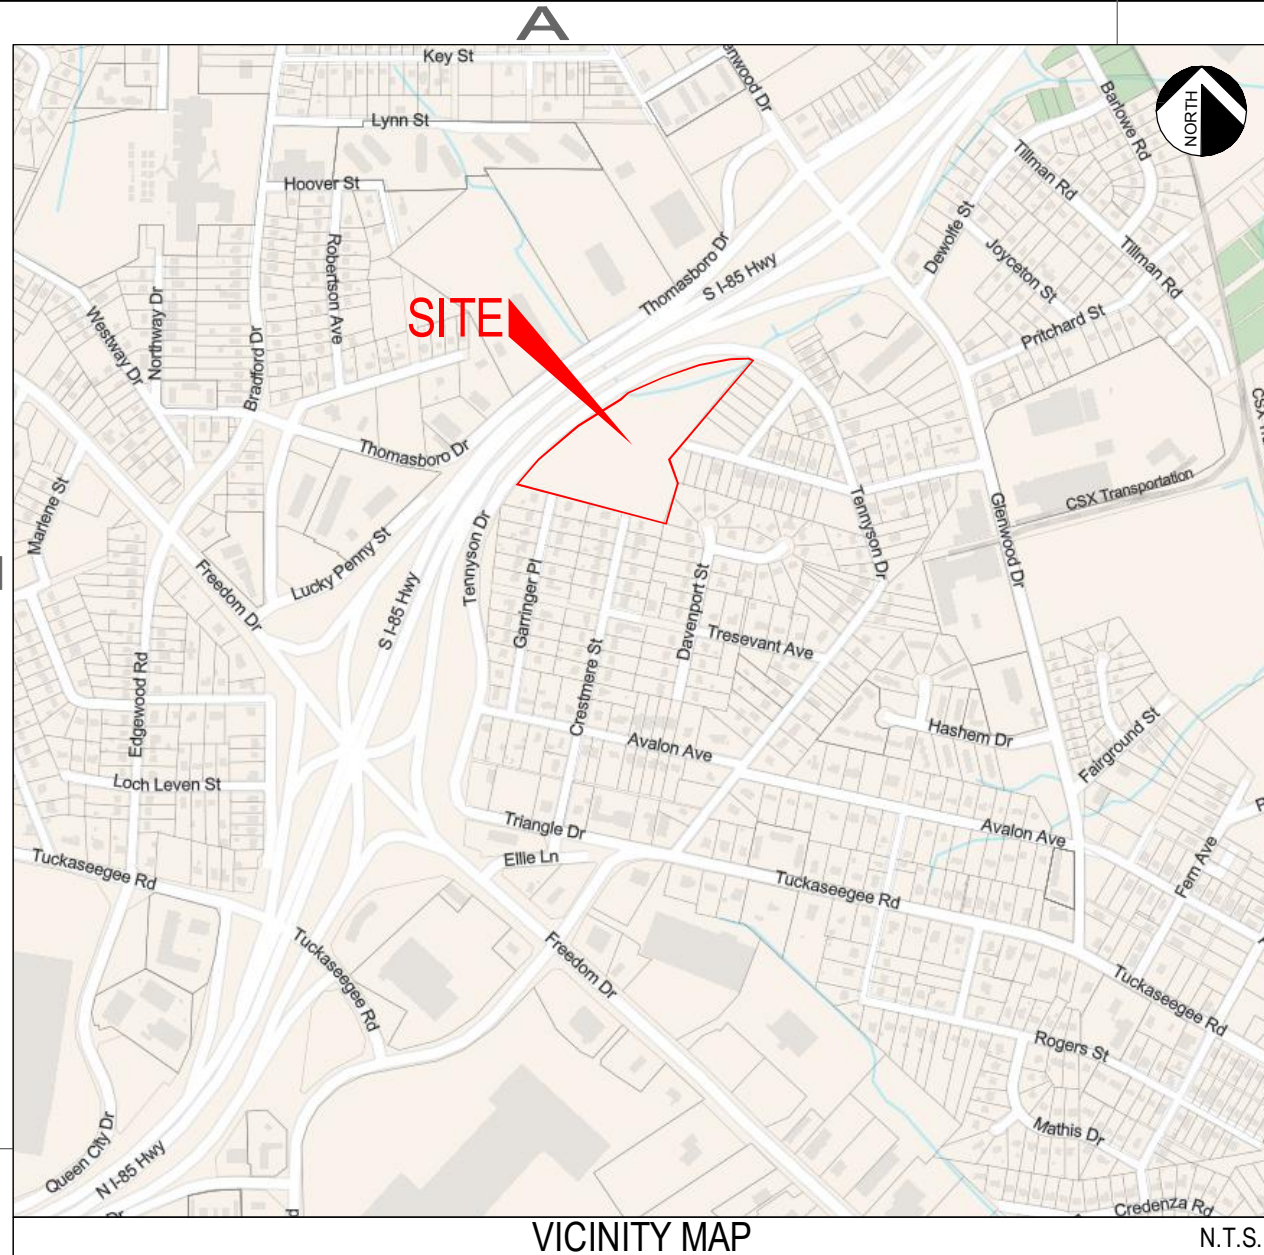 A
Key St
Lynn St
Hoover St
Robertson Ave
Northway Dr
Westway Dr
Bradford Dr
Thomasboro Dr
Barlowe Rd
NORTH
Tillman Rd
Dewolfe St
Joyceton St
Tillman Rd
Pritchard St
Thomasboro Dr
S I-85 Hwy
SITE
Marlene St
Freedom Dr
Lucky Penny St
S I-85 Hwy
Tennyson Dr
Garringer Pl
Crestmere St
Davenport St
Tresevant Ave
Tennyson Dr
Glenwood Dr
CSX Transportation
CSX
Edgewood Rd
Loch Leven St
Avalon Ave
Hashem Dr
Fairground St
Triangle Dr
Ellie Ln
Avalon Ave
Fern Ave
Tuckaseegee Rd
Tuckaseegee Rd
Tuckaseegee Rd
Freedom Dr
Tuckaseegee Rd
Rogers St
Mathis Dr
Queen City Dr
N I-85 Hwy
Credenza Rd
VICINITY MAP
N.T.S.